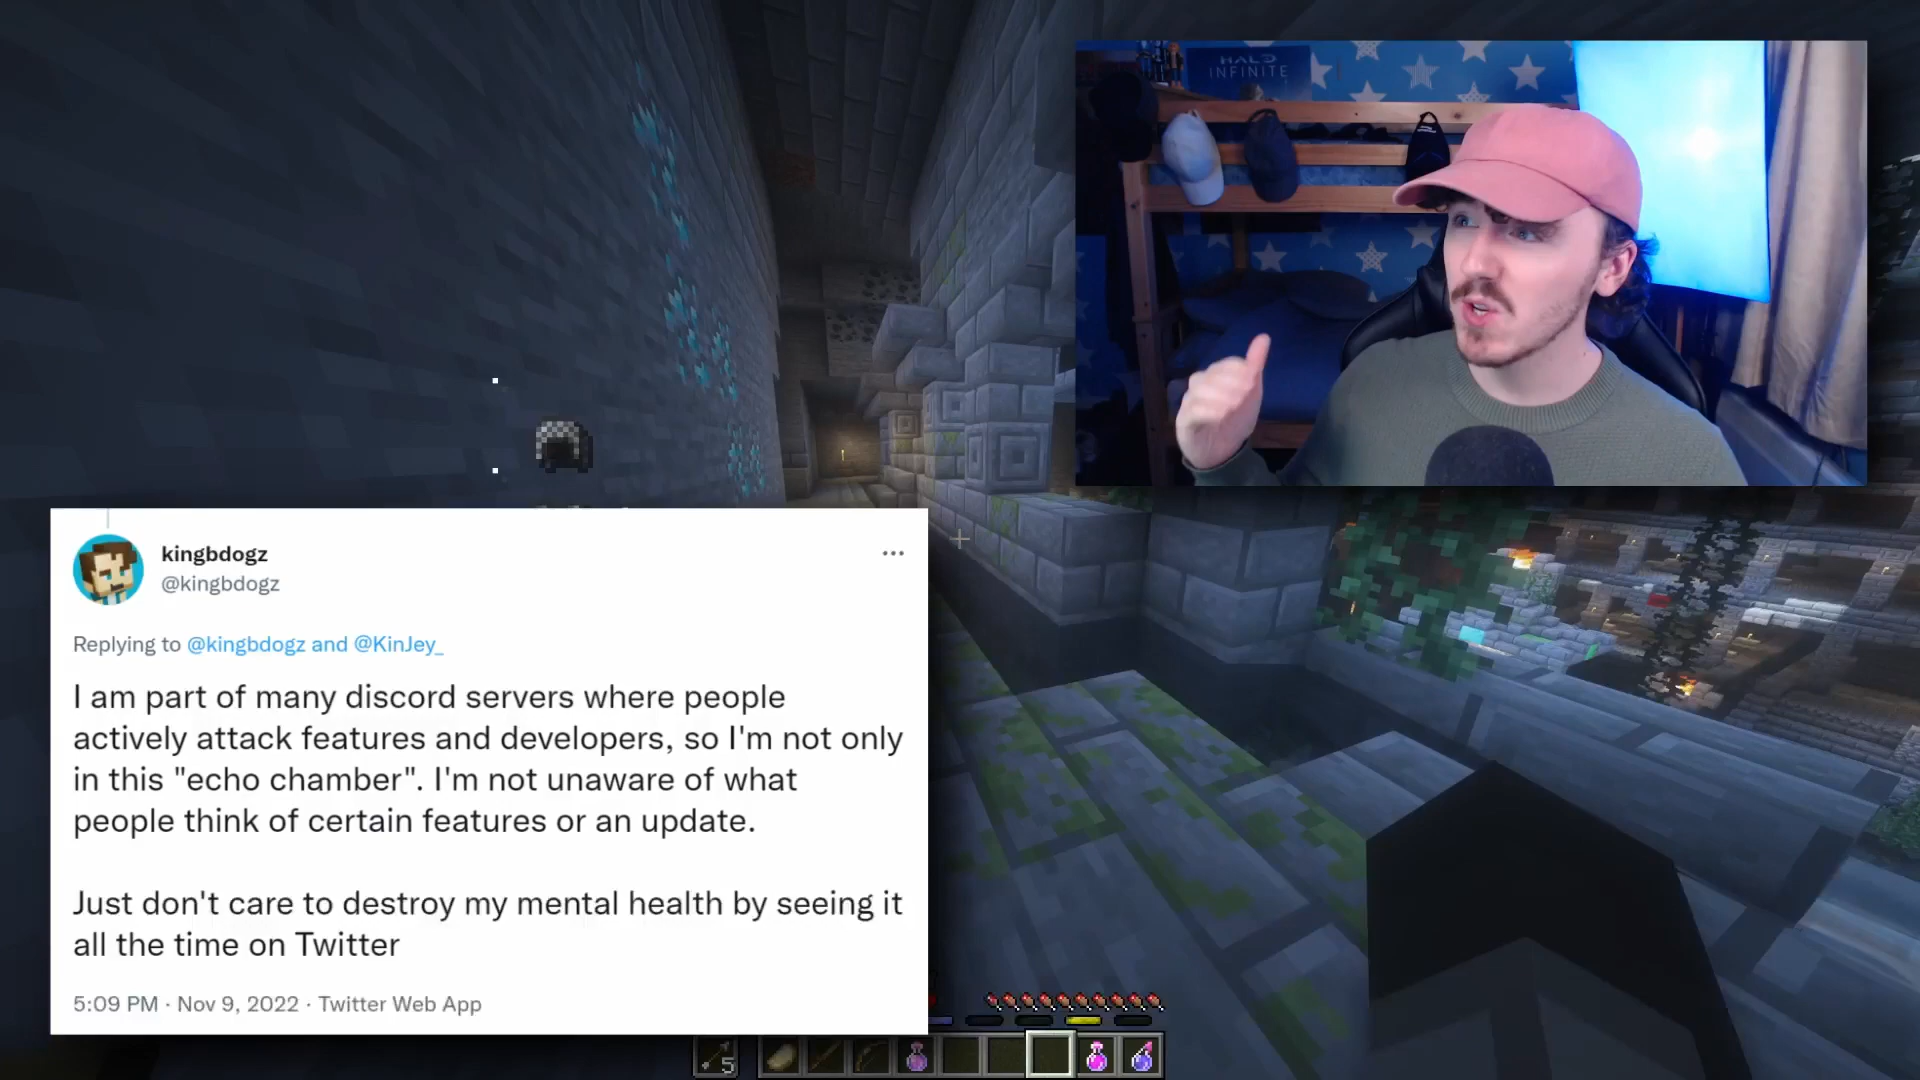 HALO
INFINITE
kingbdogz
@kingbdogz
Replying to @kingbdogz and @KinJey_
I am part of many discord servers where people
actively attack features and developers, so I'm not only
in this "echo chamber". I'm not unaware of what
people think of certain features or an update.
Just don't care to destroy my mental health by seeing it
all the time on Twitter
5:09 PM · Nov 9, 2022 · Twitter Web App
5